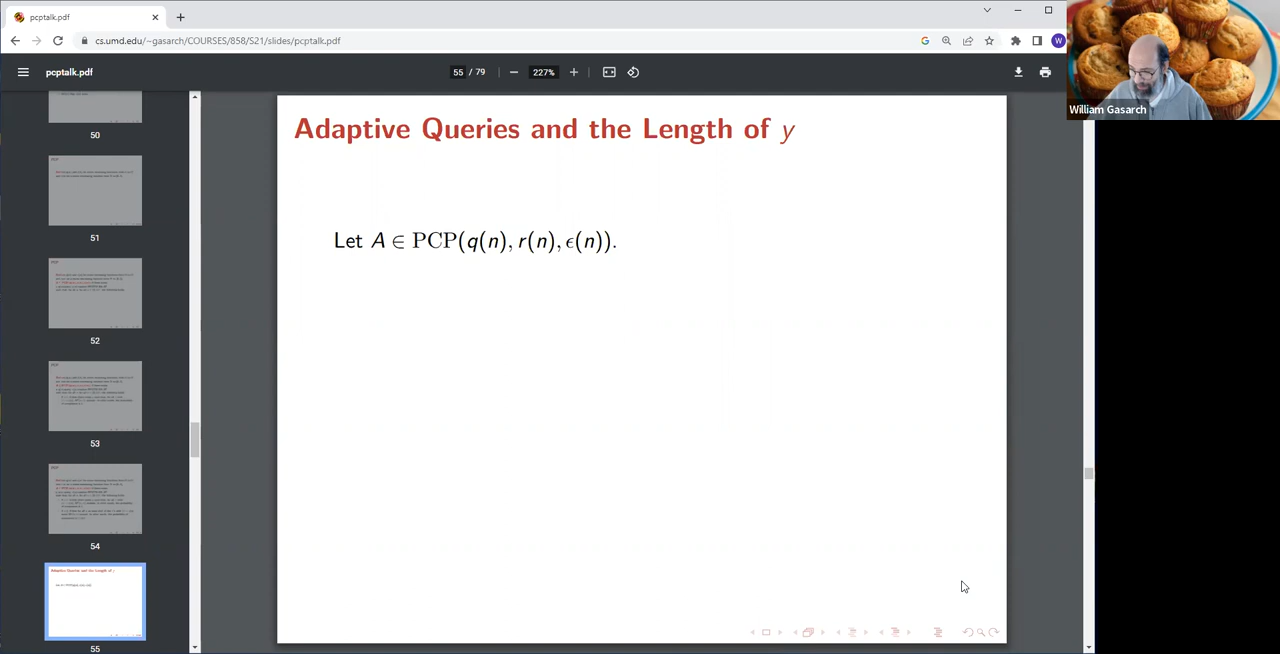 pcptalk.pdf
cs.umd.edu/~gasarch/COURSES/858/S21/slides/pcptalk.pdf
W
pcptalk.pdf
55 / 79
227%
William Gasarch
50
51
52
53
54
55
Adaptive Queries and the Length of y
Let A ∈ PCP(q(n), r(n), ϵ(n)).